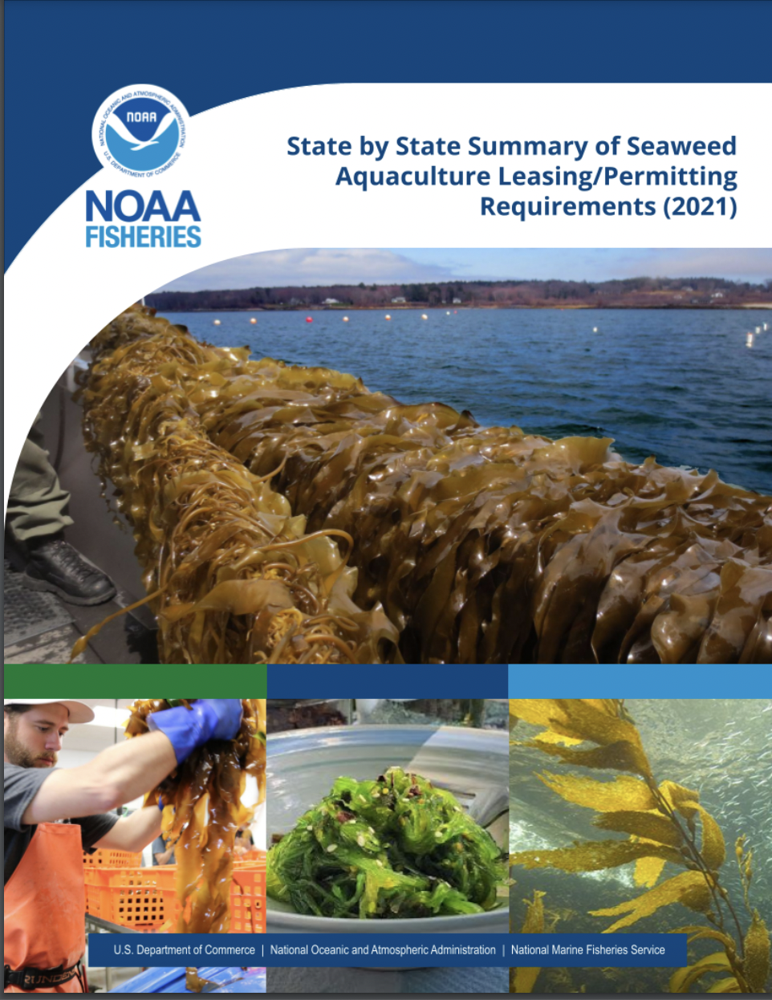 NATIONAL OCEANIC AND ATMOSPHERIC ADMINISTRATION
U.S. DEPARTMENT OF COMMERCE
NOAA
NOAA
FISHERIES
State by State Summary of Seaweed
Aquaculture Leasing/Permitting
Requirements (2021)
U.S. Department of Commerce | National Oceanic and Atmospheric Administration | National Marine Fisheries Service